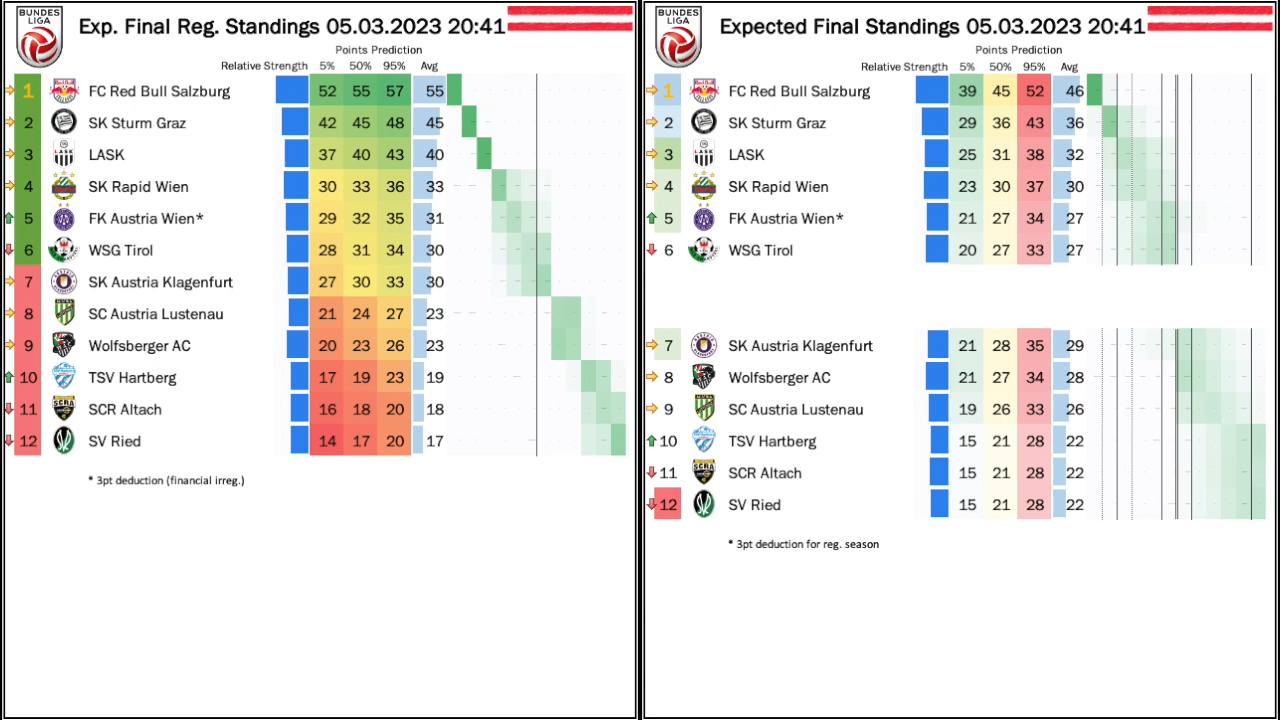 BUNDES
LIGA
Exp. Final Reg. Standings 05.03.2023 20:41
Points Prediction
Relative Strength 5% 50% 95% Avg
1 FC Red Bull Salzburg 52 55 57 55
2 SK Sturm Graz 42 45 48 45
3 LASK 37 40 43 40
4 SK Rapid Wien 30 33 36 33
5 FK Austria Wien* 29 32 35 31
6 WSG Tirol 28 31 34 30
7 SK Austria Klagenfurt 27 30 33 30
8 SC Austria Lustenau 21 24 27 23
9 Wolfsberger AC 20 23 26 23
10 TSV Hartberg 17 19 23 19
11 SCR Altach 16 18 20 18
12 SV Ried 14 17 20 17
* 3pt deduction (financial irreg.)
BUNDES
LIGA
Expected Final Standings 05.03.2023 20:41
Points Prediction
Relative Strength 5% 50% 95% Avg
1 FC Red Bull Salzburg 39 45 52 46
2 SK Sturm Graz 29 36 43 36
3 LASK 25 31 38 32
4 SK Rapid Wien 23 30 37 30
5 FK Austria Wien* 21 27 34 27
6 WSG Tirol 20 27 33 27
7 SK Austria Klagenfurt 21 28 35 29
8 Wolfsberger AC 21 27 34 28
9 SC Austria Lustenau 19 26 33 26
10 TSV Hartberg 15 21 28 22
11 SCR Altach 15 21 28 22
12 SV Ried 15 21 28 22
* 3pt deduction for reg. season